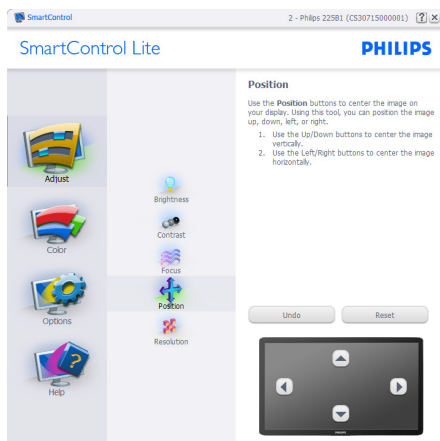 SmartControl
2 - Philips 225B1 (CS30715000001)
SmartControl Lite
PHILIPS
Adjust
Color
Options
Help
Brightness
Contrast
Focus
Position
Resolution
Position
Use the Position buttons to center the image on
your display. Using this tool, you can position the image
up, down, left, or right.
1. Use the Up/Down buttons to center the image
vertically.
2. Use the Left/Right buttons to center the image
horizontally.
Undo
Reset
PHILIPS